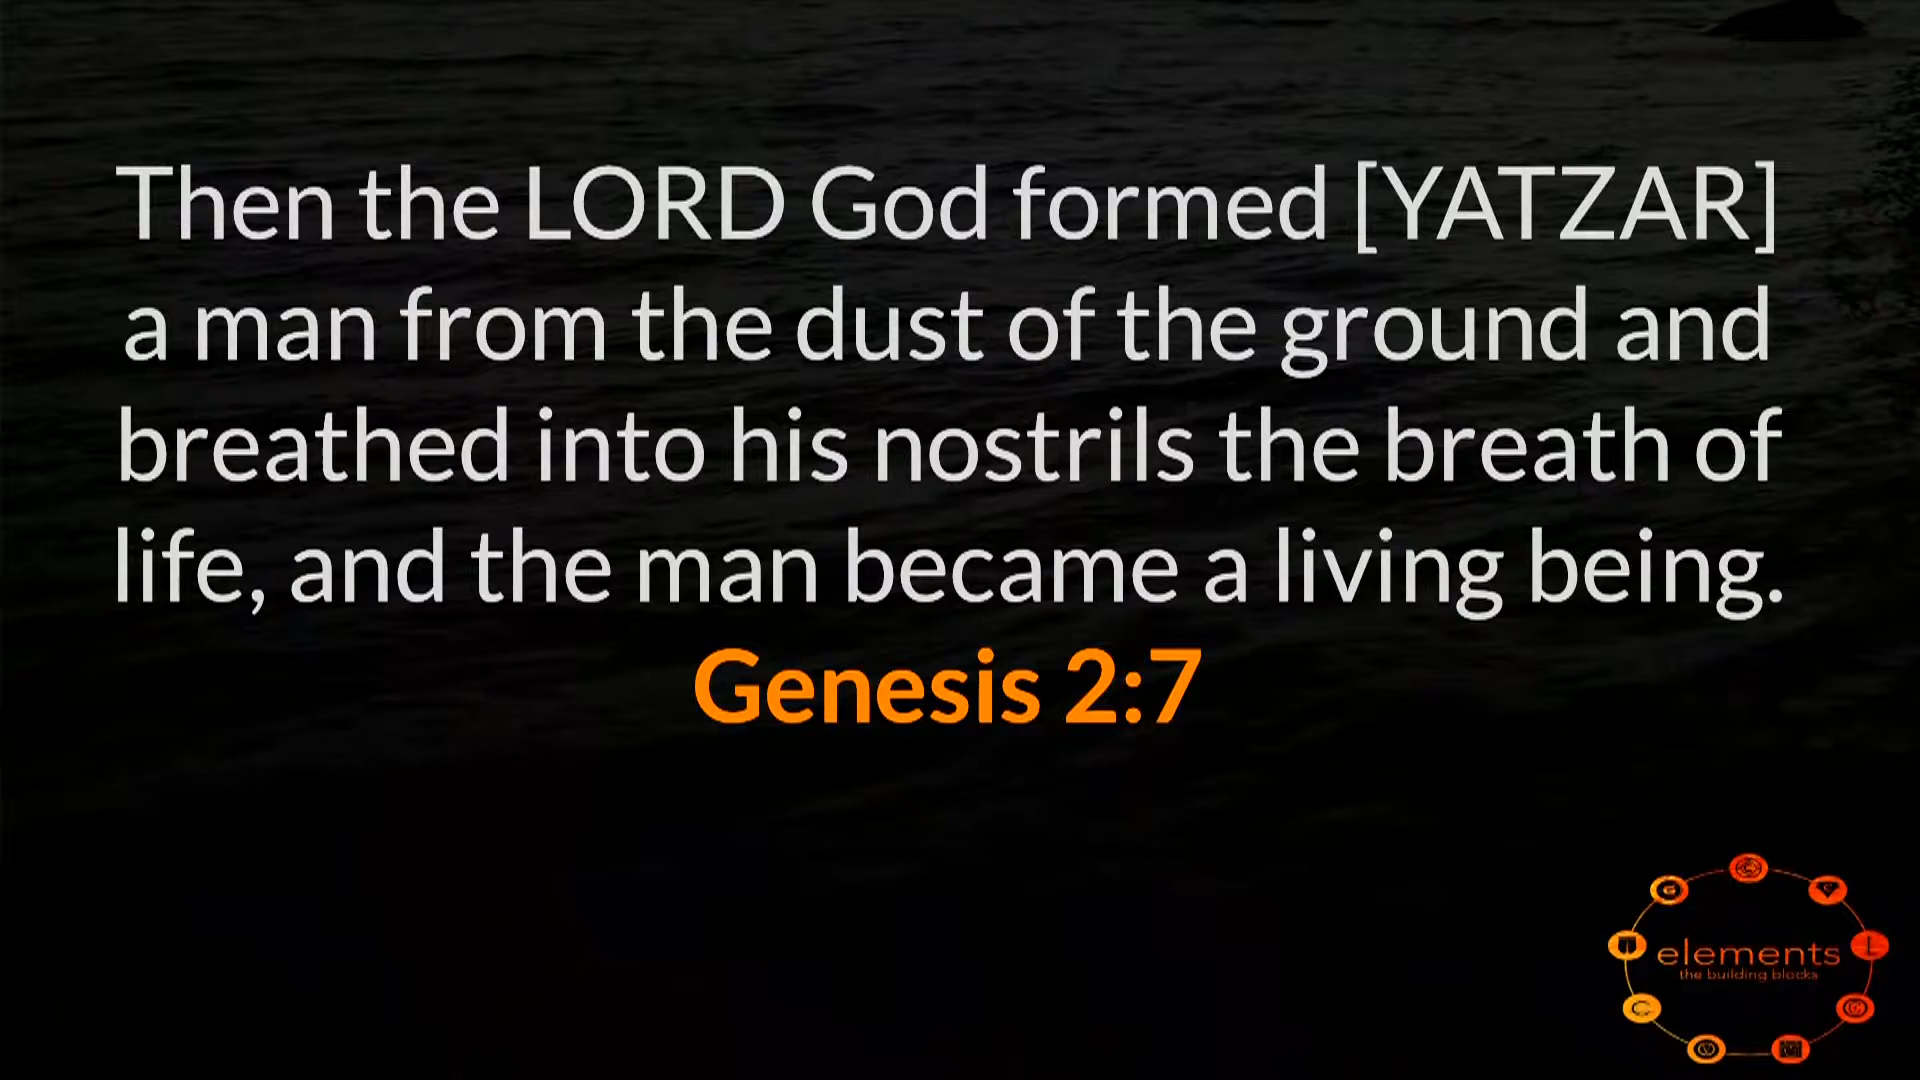 Then the LORD God formed [YATZAR]
a man from the dust of the ground and
breathed into his nostrils the breath of
life, and the man became a living being.
Genesis 2:7
elements
the building blocks